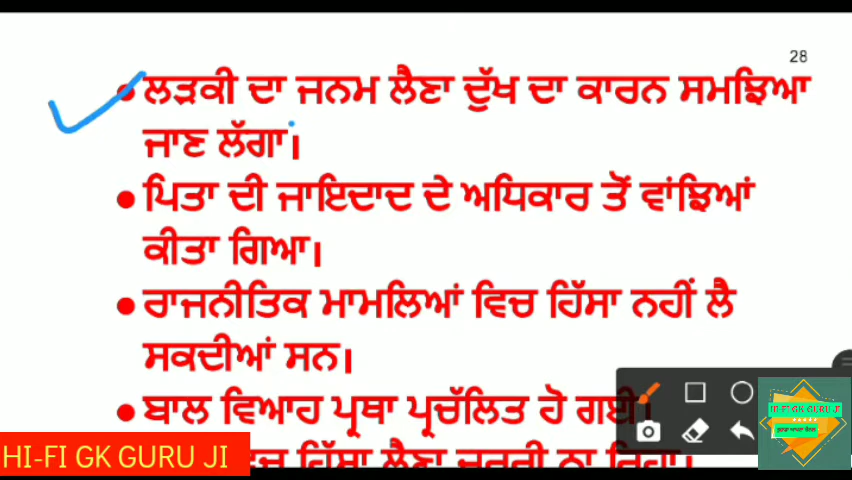 28
ਲੜਕੀ ਦਾ ਜਨਮ ਲੈਣਾ ਦੁੱਖ ਦਾ ਕਾਰਨ ਸਮਝਿਆ
ਜਾਣ ਲੱਗਾ।
ਪਿਤਾ ਦੀ ਜਾਇਦਾਦ ਦੇ ਅਧਿਕਾਰ ਤੋਂ ਵਾਂਝਿਆਂ
ਕੀਤਾ ਗਿਆ।
ਰਾਜਨੀਤਿਕ ਮਾਮਲਿਆਂ ਵਿਚ ਹਿੱਸਾ ਨਹੀਂ ਲੈ
ਸਕਦੀਆਂ ਸਨ।
ਬਾਲ ਵਿਆਹ ਪ੍ਰਥਾ ਪ੍ਰਚੱਲਿਤ ਹੋ ਗਈ।
ਹਿੱਸਾ ਲੈਣਾ ਜ਼ਰੂਰੀ ਨਾ ਰਿਹਾ।
HI-FI GK GURU JI
HI-FI GK GURU JI